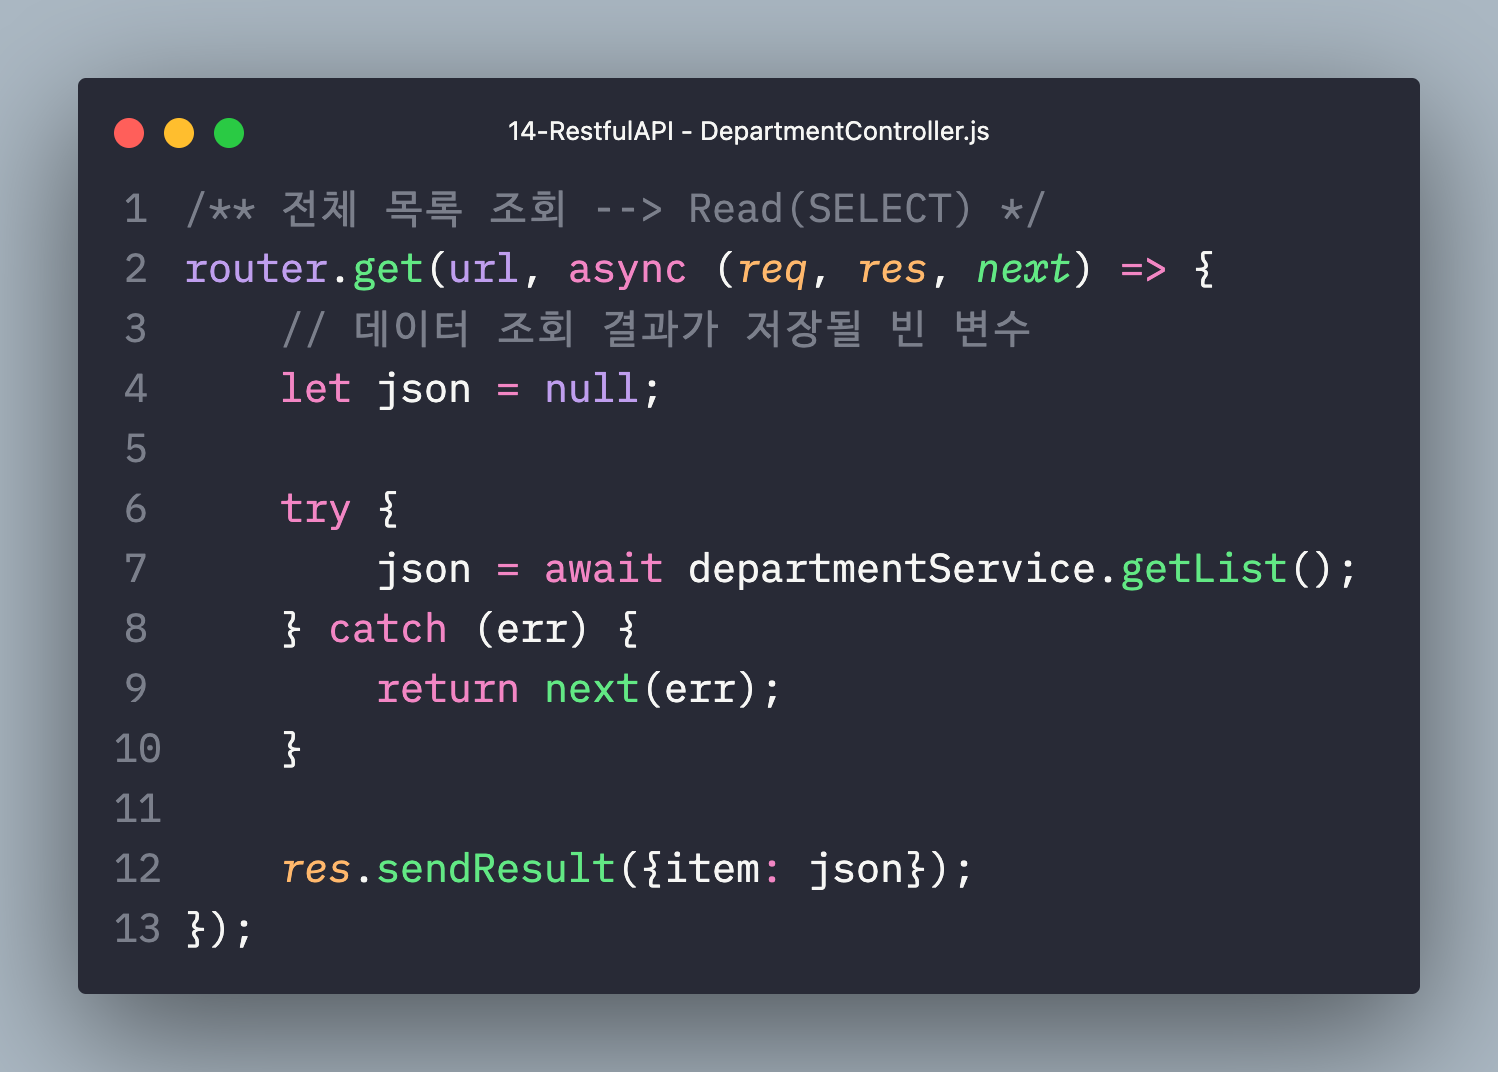 14-RestfulAPI - DepartmentController.js
1 /** 전체 목록 조회 --> Read(SELECT) */
2 router.get(url, async (req, res, next) => {
3     // 데이터 조회 결과가 저장될 빈 변수
4     let json = null;
5
6     try {
7         json = await departmentService.getList();
8     } catch (err) {
9         return next(err);
10     }
11
12     res.sendResult({item: json});
13 });